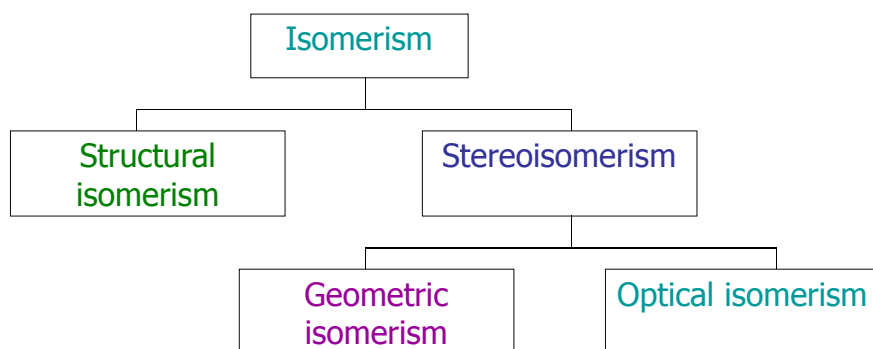 Isomerism
Structural
isomerism
Stereoisomerism
Geometric
isomerism
Optical isomerism